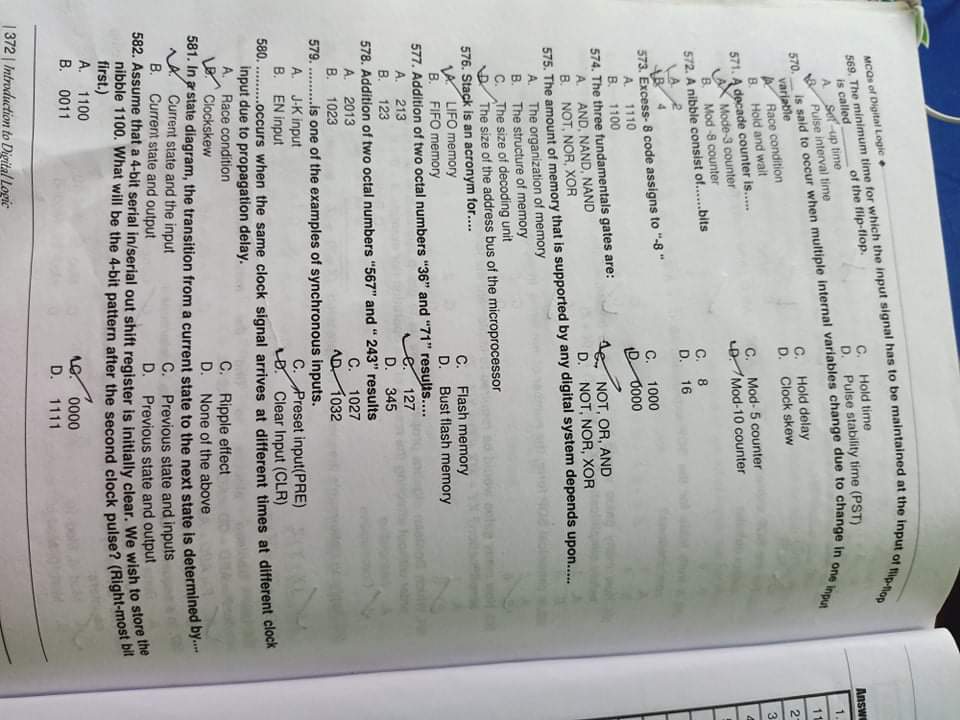 MCQs of Digital Logic ◆
569. The minimum time for which the input signal has to be maintained at the input of flip-flop
is called ______ of the flip-flop.
A. Set-up time
B. Pulse interval time
C. Hold time
D. Pulse stability time (PST)
570. __ is said to occur when multiple internal variables change due to change in one input
variable
A. Race condition
B. Hold and wait
C. Hold delay
D. Clock skew
571. A decade counter is.....
A. Mode-3 counter
B. Mod -8 counter
C. Mod- 5 counter
D. Mod-10 counter
572. A nibble consist of......bits
A. 2
B. 4
C. 8
D. 16
573. Excess- 8 code assigns to "-8 "
A. 1110
B. 1100
C. 1000
D. 0000
574. The three fundamentals gates are:
A. AND, NAND, NAND
B. NOT, NOR, XOR
C. NOT, OR, AND
D. NOT, NOR, XOR
575. The amount of memory that is supported by any digital system depends upon.....
A. The organization of memory
B. The structure of memory
C. The size of decoding unit
D. The size of the address bus of the microprocessor
576. Stack is an acronym for....
A. LIFO memory
B. FIFO memory
C. Flash memory
D. Bust flash memory
577. Addition of two octal numbers "36" and "71" results....
A. 213
B. 123
C. 127
D. 345
578. Addition of two octal numbers "567" and " 243" results
A. 2013
B. 1023
C. 1027
D. 1032
579. .........is one of the examples of synchronous inputs.
A. J-K input
B. EN input
C. Preset input(PRE)
D. Clear Input (CLR)
580. .........occurs when the same clock signal arrives at different times at different clock
input due to propagation delay.
A. Race condition
B. Clockskew
C. Ripple effect
D. None of the above
581. In a state diagram, the transition from a current state to the next state is determined by....
A. Current state and the input
B. Current state and output
C. Previous state and inputs
D. Previous state and output
582. Assume that a 4-bit serial in/serial out shift register is initially clear. We wish to store the
nibble 1100. What will be the 4-bit pattern after the second clock pulse? (Right-most bit
first.)
A. 1100
B. 0011
C. 0000
D. 1111
| 372 | Introduction to Digital Logic
1.